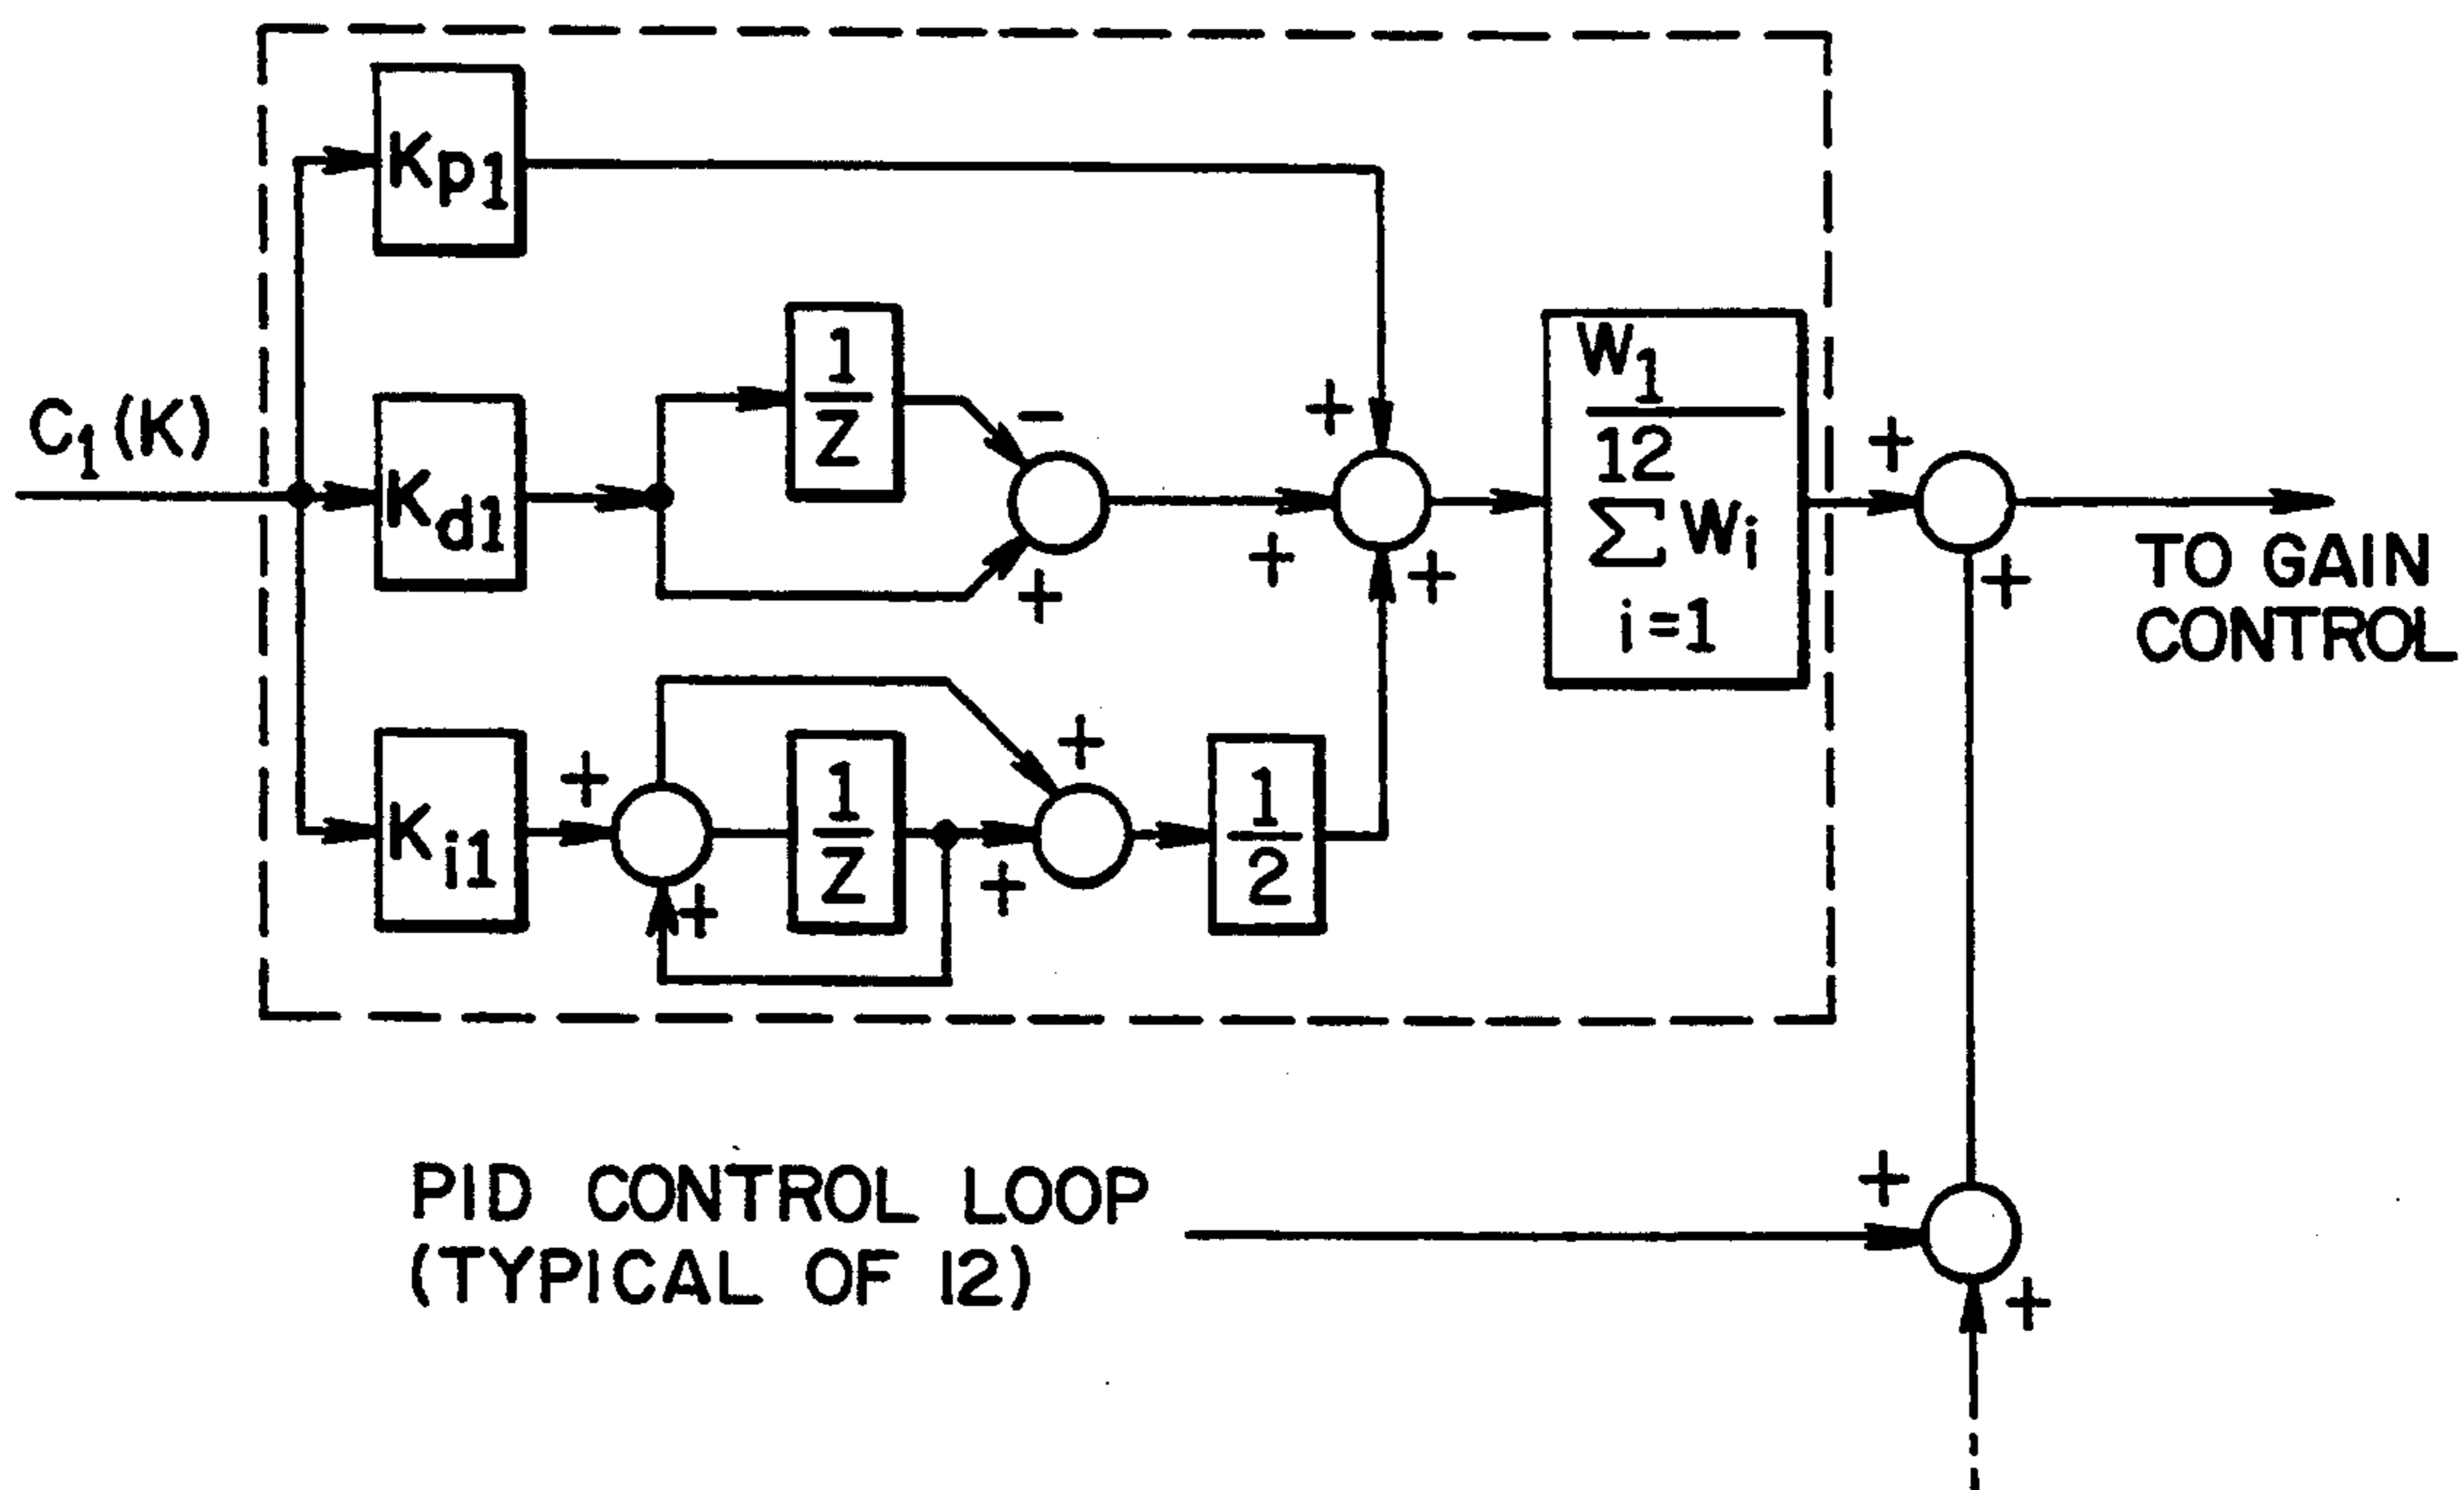 Kp1
C1(K)
Kd1
1
Z
-
+
+
+
+
W1
12
Σ Wi
i=1
+
+
TO GAIN
CONTROL
Ki1
+
+
1
Z
+
+
1
2
PID CONTROL LOOP
(TYPICAL OF 12)
+
+